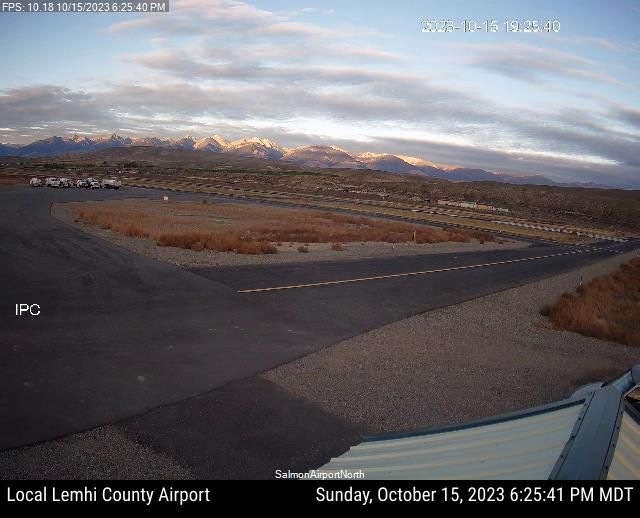 FPS: 10.18 10/15/2023 6:25:40 PM
2023-10-15 19:25:40
IPC
SalmonAirportNorth
Local Lemhi County Airport
Sunday, October 15, 2023 6:25:41 PM MDT